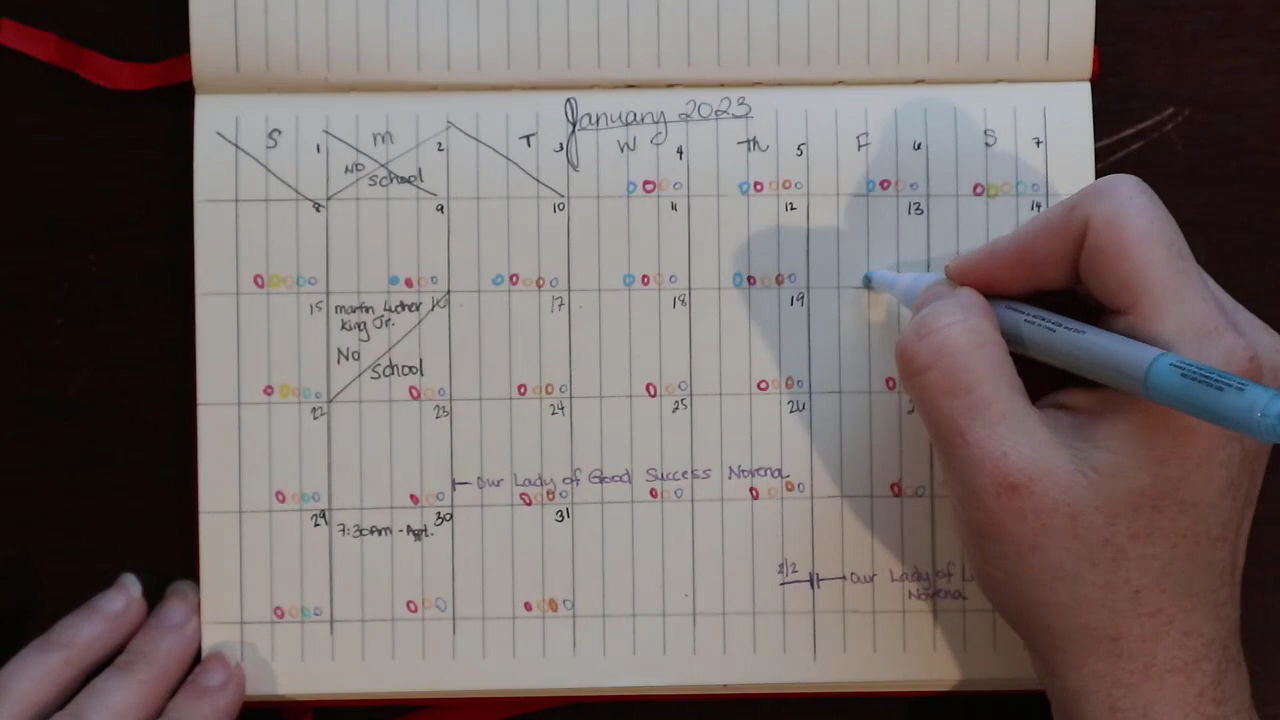 January 2023
S 1 M 2 T 3 W 4 Th 5 F 6 S 7
NO
School
8 9 10 11 12 13 14
15 martin Luther 16 17 18 19
King Jr.
No
School
22 23 24 25 26
Our Lady of Good Success Novena
29 7:30Am - Appt. 30 31
2/2 Our Lady of L
Novena